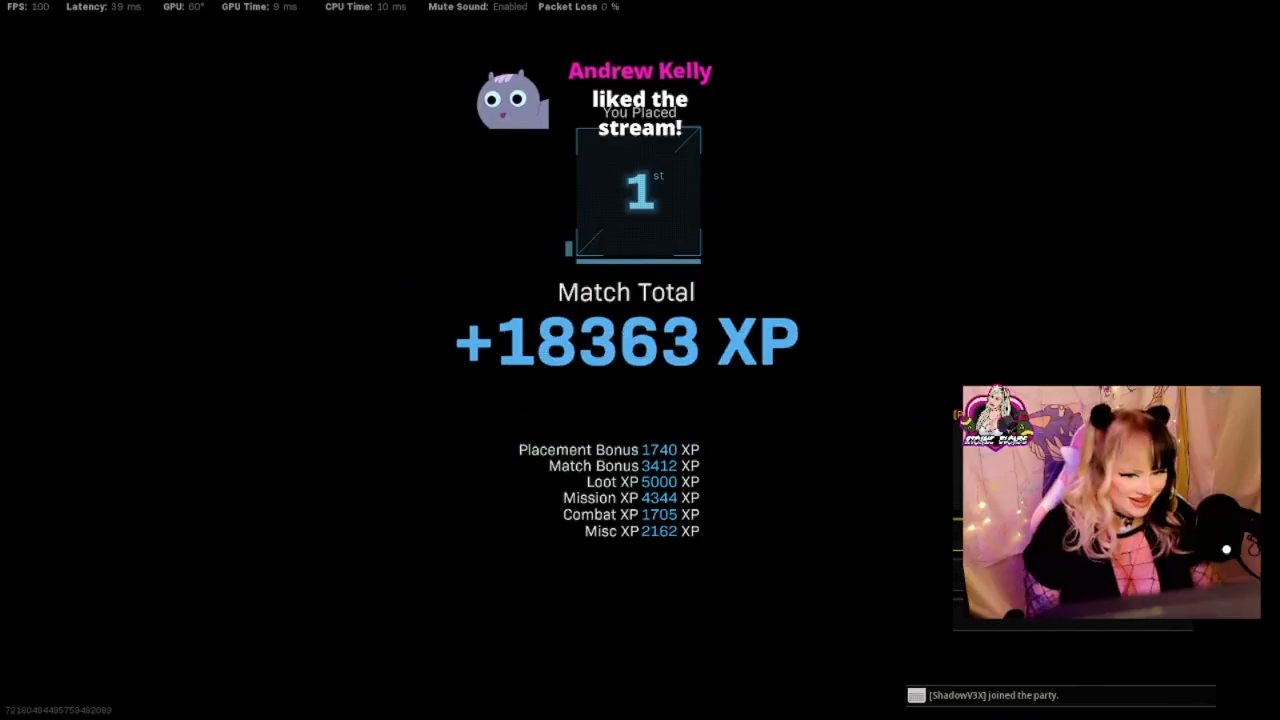 FPS: 100 Latency: 39 ms GPU: 60° GPU Time: 9 ms CPU Time: 10 ms Mute Sound: Enabled Packet Loss 0 %
Andrew Kelly
liked the
You Placed
stream!
1st
Match Total
+18363 XP
Placement Bonus 1740 XP
Match Bonus 3412 XP
Loot XP 5000 XP
Mission XP 4344 XP
Combat XP 1705 XP
Misc XP 2162 XP
[ShadowV3X] joined the party.